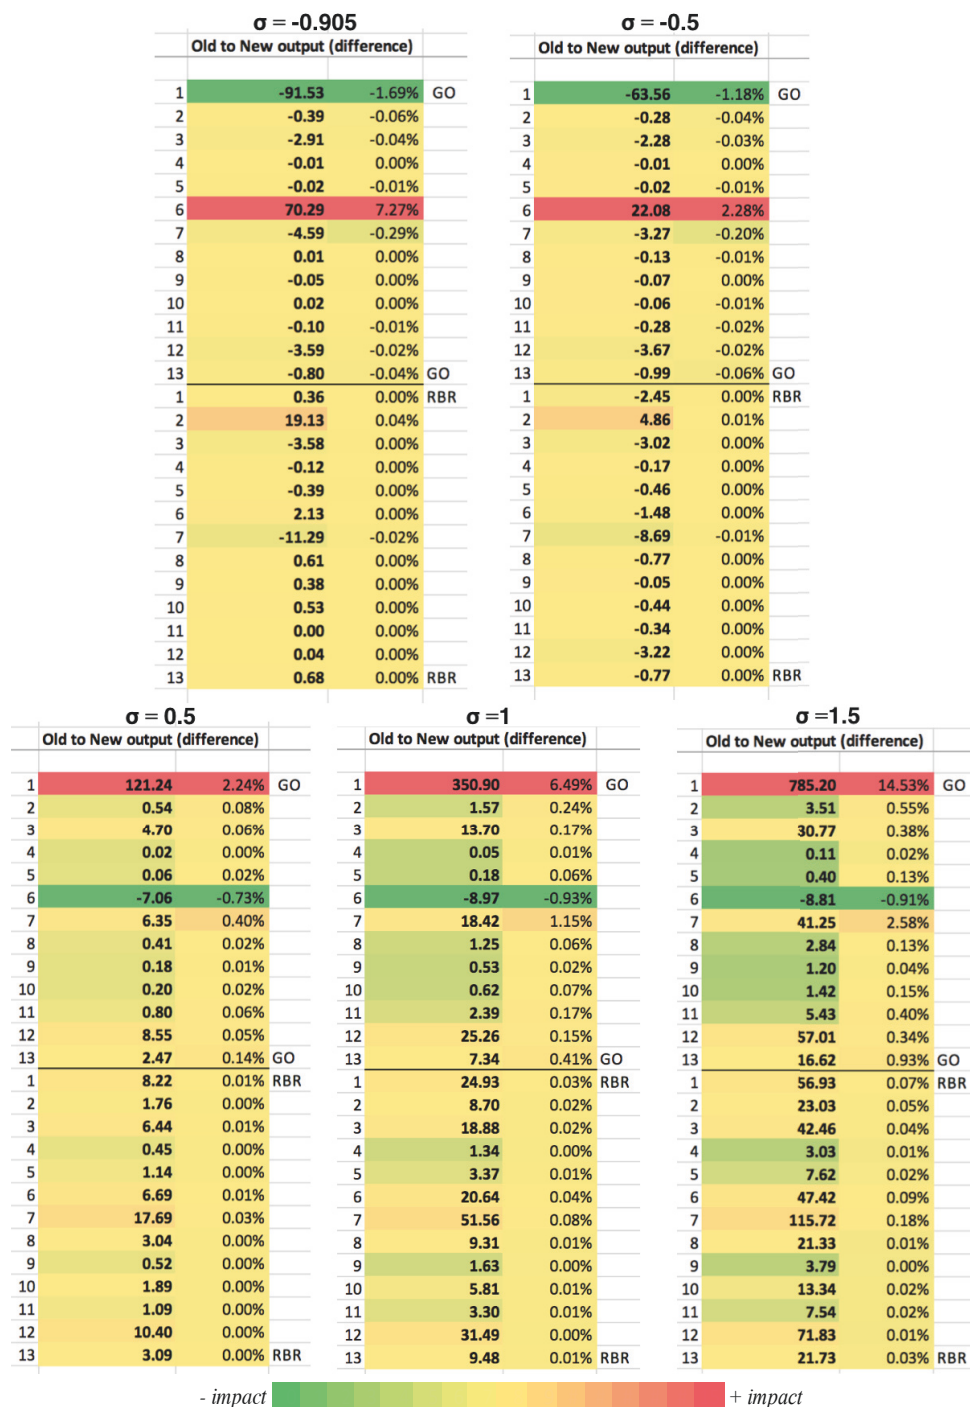 σ = -0.905
Old to New output (difference)
1 -91.53 -1.69% GO
2 -0.39 -0.06%
3 -2.91 -0.04%
4 -0.01 0.00%
5 -0.02 -0.01%
6 70.29 7.27%
7 -4.59 -0.29%
8 0.01 0.00%
9 -0.05 0.00%
10 0.02 0.00%
11 -0.10 -0.01%
12 -3.59 -0.02%
13 -0.80 -0.04% GO
1 0.36 0.00% RBR
2 19.13 0.04%
3 -3.58 0.00%
4 -0.12 0.00%
5 -0.39 0.00%
6 2.13 0.00%
7 -11.29 -0.02%
8 0.61 0.00%
9 0.38 0.00%
10 0.53 0.00%
11 0.00 0.00%
12 0.04 0.00%
13 0.68 0.00% RBR
σ = -0.5
Old to New output (difference)
1 -63.56 -1.18% GO
2 -0.28 -0.04%
3 -2.28 -0.03%
4 -0.01 0.00%
5 -0.02 -0.01%
6 22.08 2.28%
7 -3.27 -0.20%
8 -0.13 -0.01%
9 -0.07 0.00%
10 -0.06 -0.01%
11 -0.28 -0.02%
12 -3.67 -0.02%
13 -0.99 -0.06% GO
1 -2.45 0.00% RBR
2 4.86 0.01%
3 -3.02 0.00%
4 -0.17 0.00%
5 -0.46 0.00%
6 -1.48 0.00%
7 -8.69 -0.01%
8 -0.77 0.00%
9 -0.05 0.00%
10 -0.44 0.00%
11 -0.34 0.00%
12 -3.22 0.00%
13 -0.77 0.00% RBR
σ = 0.5
Old to New output (difference)
1 121.24 2.24% GO
2 0.54 0.08%
3 4.70 0.06%
4 0.02 0.00%
5 0.06 0.02%
6 -7.06 -0.73%
7 6.35 0.40%
8 0.41 0.02%
9 0.18 0.01%
10 0.20 0.02%
11 0.80 0.06%
12 8.55 0.05%
13 2.47 0.14% GO
1 8.22 0.01% RBR
2 1.76 0.00%
3 6.44 0.01%
4 0.45 0.00%
5 1.14 0.00%
6 6.69 0.01%
7 17.69 0.03%
8 3.04 0.00%
9 0.52 0.00%
10 1.89 0.00%
11 1.09 0.00%
12 10.40 0.00%
13 3.09 0.00% RBR
σ =1
Old to New output (difference)
1 350.90 6.49% GO
2 1.57 0.24%
3 13.70 0.17%
4 0.05 0.01%
5 0.18 0.06%
6 -8.97 -0.93%
7 18.42 1.15%
8 1.25 0.06%
9 0.53 0.02%
10 0.62 0.07%
11 2.39 0.17%
12 25.26 0.15%
13 7.34 0.41% GO
1 24.93 0.03% RBR
2 8.70 0.02%
3 18.88 0.02%
4 1.34 0.00%
5 3.37 0.01%
6 20.64 0.04%
7 51.56 0.08%
8 9.31 0.01%
9 1.63 0.00%
10 5.81 0.01%
11 3.30 0.01%
12 31.49 0.00%
13 9.48 0.01% RBR
σ =1.5
Old to New output (difference)
1 785.20 14.53% GO
2 3.51 0.55%
3 30.77 0.38%
4 0.11 0.02%
5 0.40 0.13%
6 -8.81 -0.91%
7 41.25 2.58%
8 2.84 0.13%
9 1.20 0.04%
10 1.42 0.15%
11 5.43 0.40%
12 57.01 0.34%
13 16.62 0.93% GO
1 56.93 0.07% RBR
2 23.03 0.05%
3 42.46 0.04%
4 3.03 0.01%
5 7.62 0.02%
6 47.42 0.09%
7 115.72 0.18%
8 21.33 0.01%
9 3.79 0.00%
10 13.34 0.02%
11 7.54 0.02%
12 71.83 0.01%
13 21.73 0.03% RBR
- impact + impact